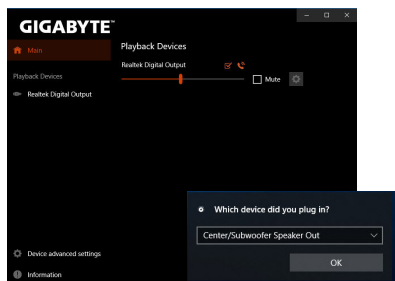 GIGABYTE™
Main
Playback Devices
Realtek Digital Output
Playback Devices
Realtek Digital Output
Mute
Device advanced settings
Information
Which device did you plug in?
Center/Subwoofer Speaker Out
OK